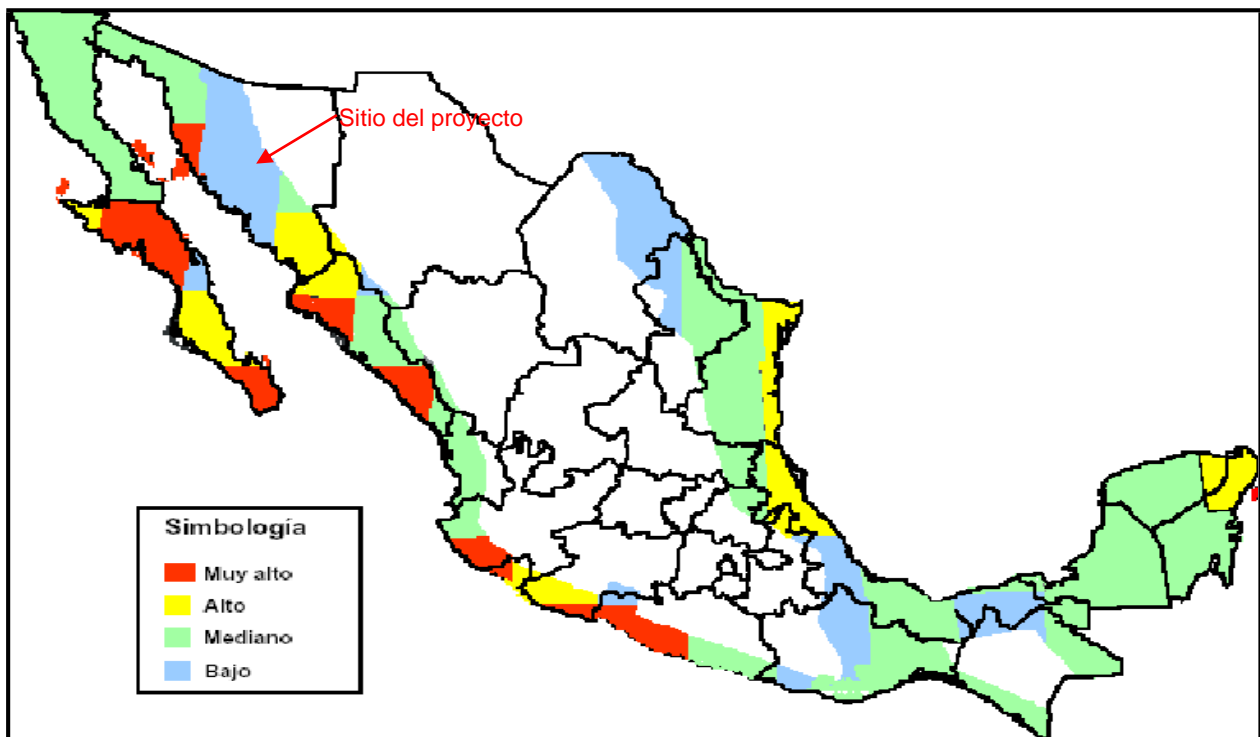 Sitio del proyecto
Simbología
Muy alto
Alto
Mediano
Bajo